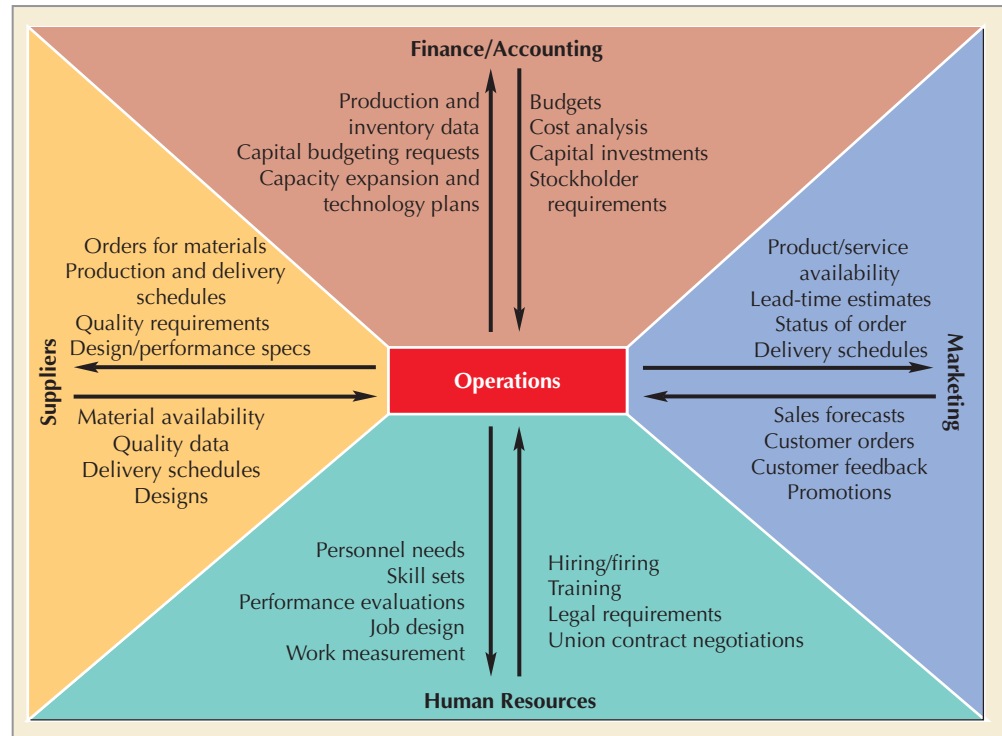 Finance/Accounting
Production and
inventory data
Capital budgeting requests
Capacity expansion and
technology plans
Budgets
Cost analysis
Capital investments
Stockholder
requirements
Suppliers
Orders for materials
Production and delivery
schedules
Quality requirements
Design/performance specs
Material availability
Quality data
Delivery schedules
Designs
Operations
Product/service
availability
Lead-time estimates
Status of order
Delivery schedules
Sales forecasts
Customer orders
Customer feedback
Promotions
Marketing
Personnel needs
Skill sets
Performance evaluations
Job design
Work measurement
Hiring/firing
Training
Legal requirements
Union contract negotiations
Human Resources